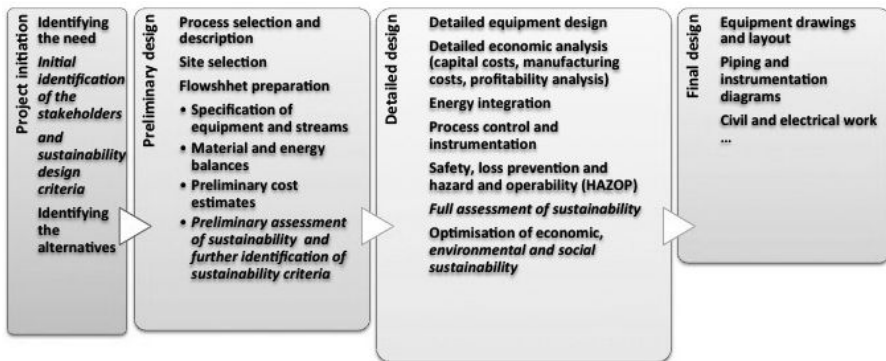 Project initiation
Identifying
the need
Initial
identification
of the
stakeholders
and
sustainability
design
criteria
Identifying
the
alternatives
Preliminary design
Process selection and
description
Site selection
Flowshhet preparation
• Specification of
equipment and streams
• Material and energy
balances
• Preliminary cost
estimates
• Preliminary assessment
of sustainability and
further identification of
sustainability criteria
Detailed design
Detailed equipment design
Detailed economic analysis
(capital costs, manufacturing
costs, profitability analysis)
Energy integration
Process control and
instrumentation
Safety, loss prevention and
hazard and operability (HAZOP)
Full assessment of sustainability
Optimisation of economic,
environmental and social
sustainability
Final design
Equipment drawings
and layout
Piping and
instrumentation
diagrams
Civil and electrical work
...